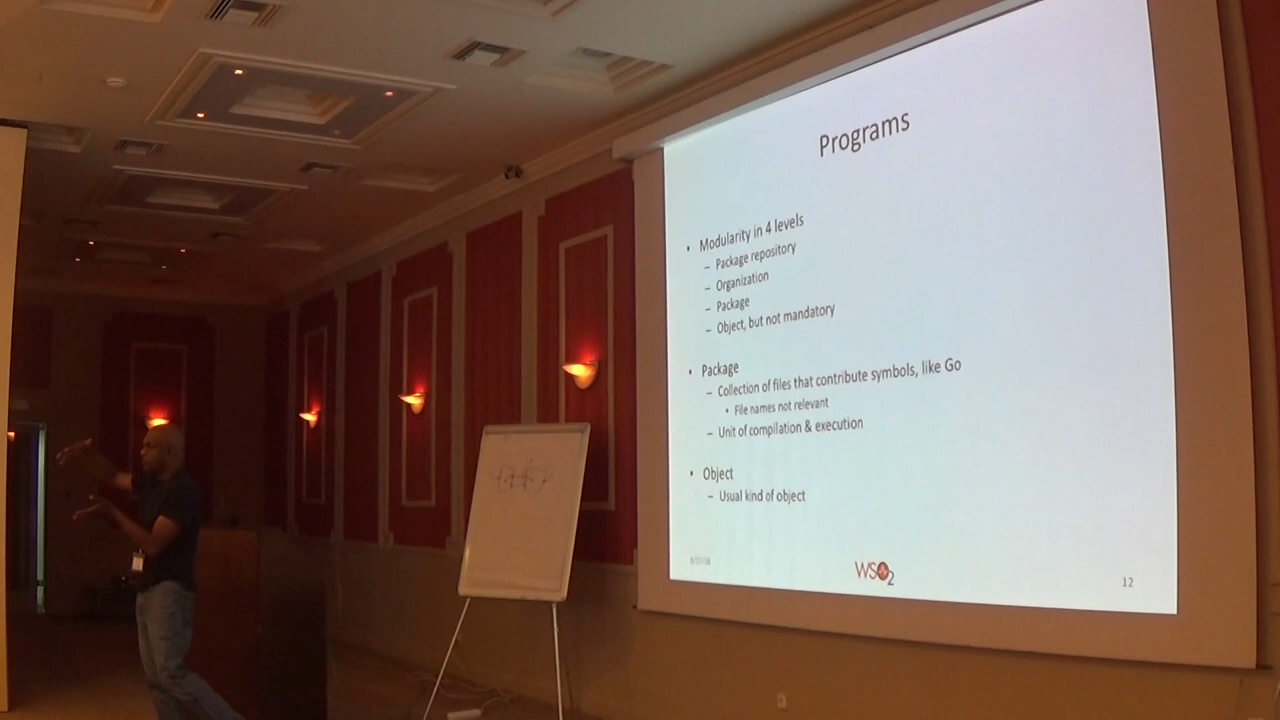 Programs
• Modularity in 4 levels
– Package repository
– Organization
– Package
– Object, but not mandatory
• Package
– Collection of files that contribute symbols, like Go
• File names not relevant
– Unit of compilation & execution
• Object
– Usual kind of object
WSO2
12